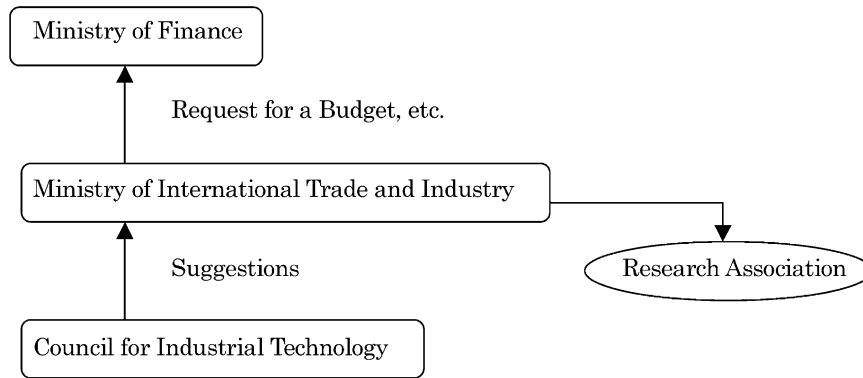 Ministry of Finance
Request for a Budget, etc.
Ministry of International Trade and Industry
Suggestions
Research Association
Council for Industrial Technology